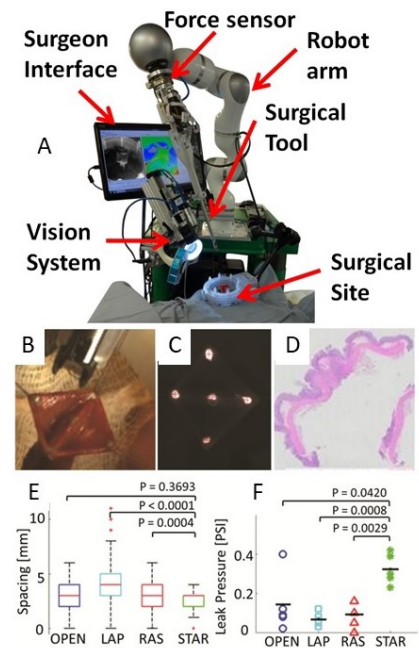 Force sensor
Surgeon
Interface
Robot
arm
A
Surgical
Tool
Vision
System
Surgical
Site
B
C
D
E
P = 0.3693
P < 0.0001
P = 0.0004
Spacing [mm]
10
5
0
OPEN LAP RAS STAR
F
P = 0.0420
P = 0.0008
P = 0.0029
Leak Pressure [PSI]
0.4
0.2
0
OPEN LAP RAS STAR